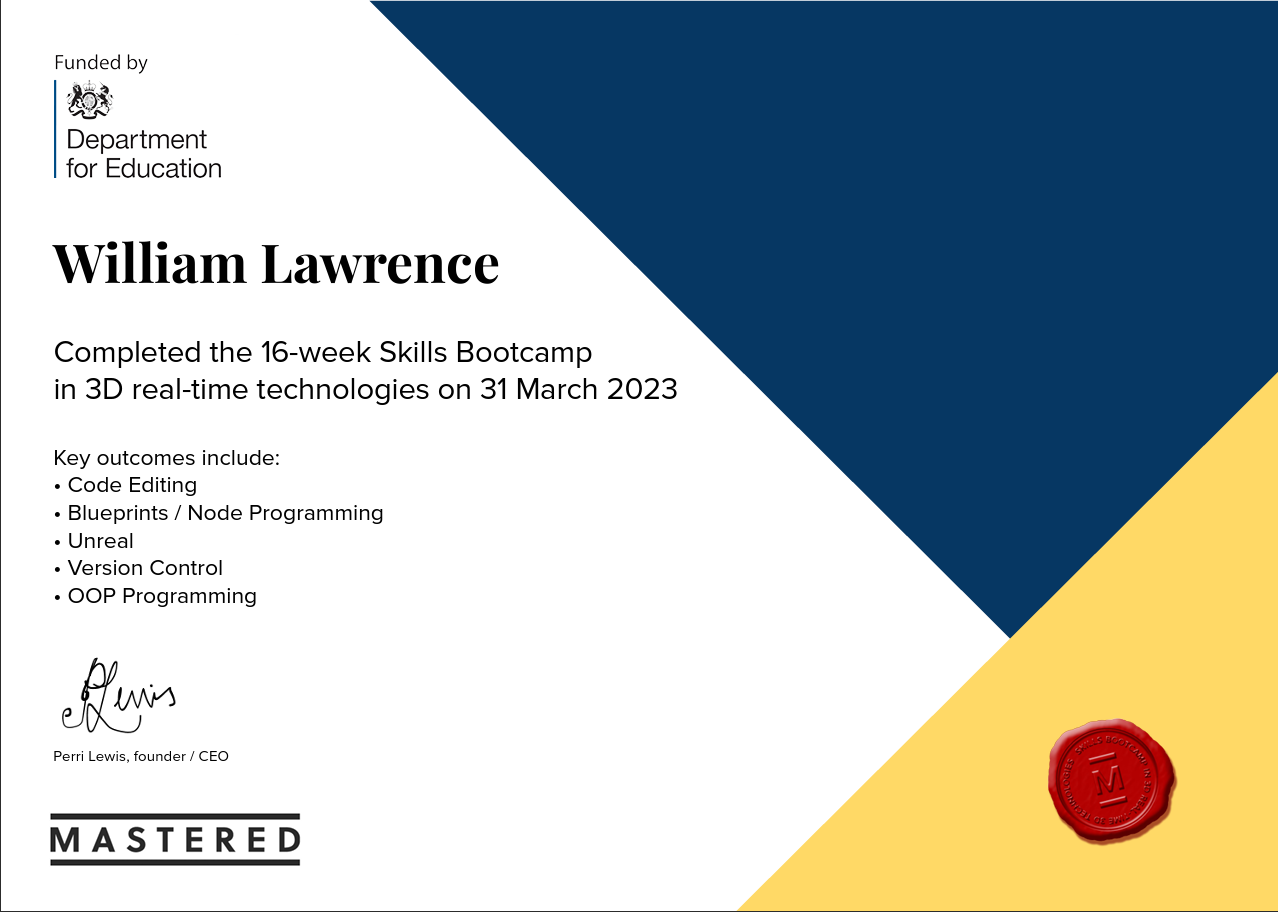 Funded by
Department
for Education
William Lawrence
Completed the 16-week Skills Bootcamp
in 3D real-time technologies on 31 March 2023
Key outcomes include:
• Code Editing
• Blueprints / Node Programming
• Unreal
• Version Control
• OOP Programming
PLewis
Perri Lewis, founder / CEO
MASTERED
SKILLS BOOTCAMP IN 3D REAL-TIME 3D TECHNOLOGIES
M